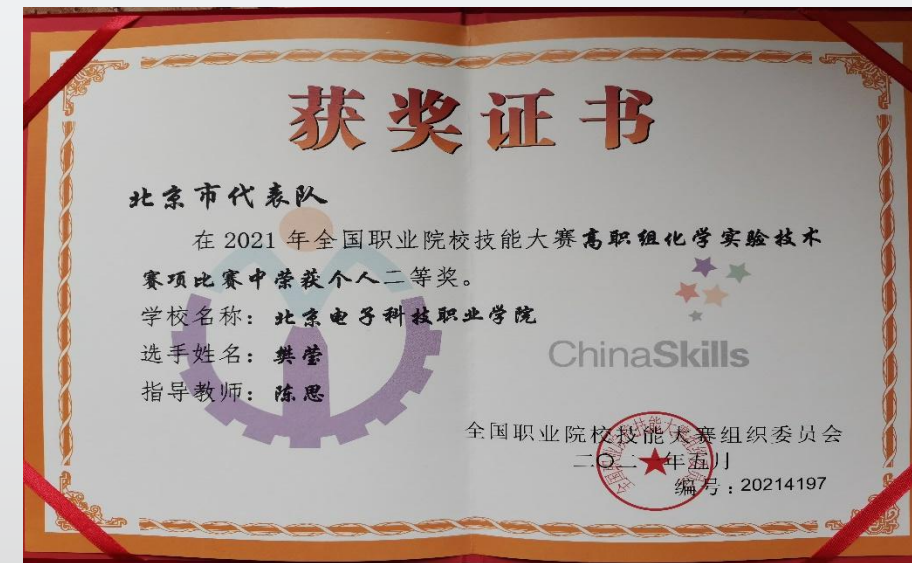 获奖证书
北京市代表队
在 2021 年全国职业院校技能大赛高职组化学实验技术
赛项比赛中荣获个人二等奖。
学校名称：北京电子科技职业学院
选手姓名：樊莹
指导教师：陈思
ChinaSkills
全国职业院校技能大赛组织委员会
二〇二一年五月
编号：20214197